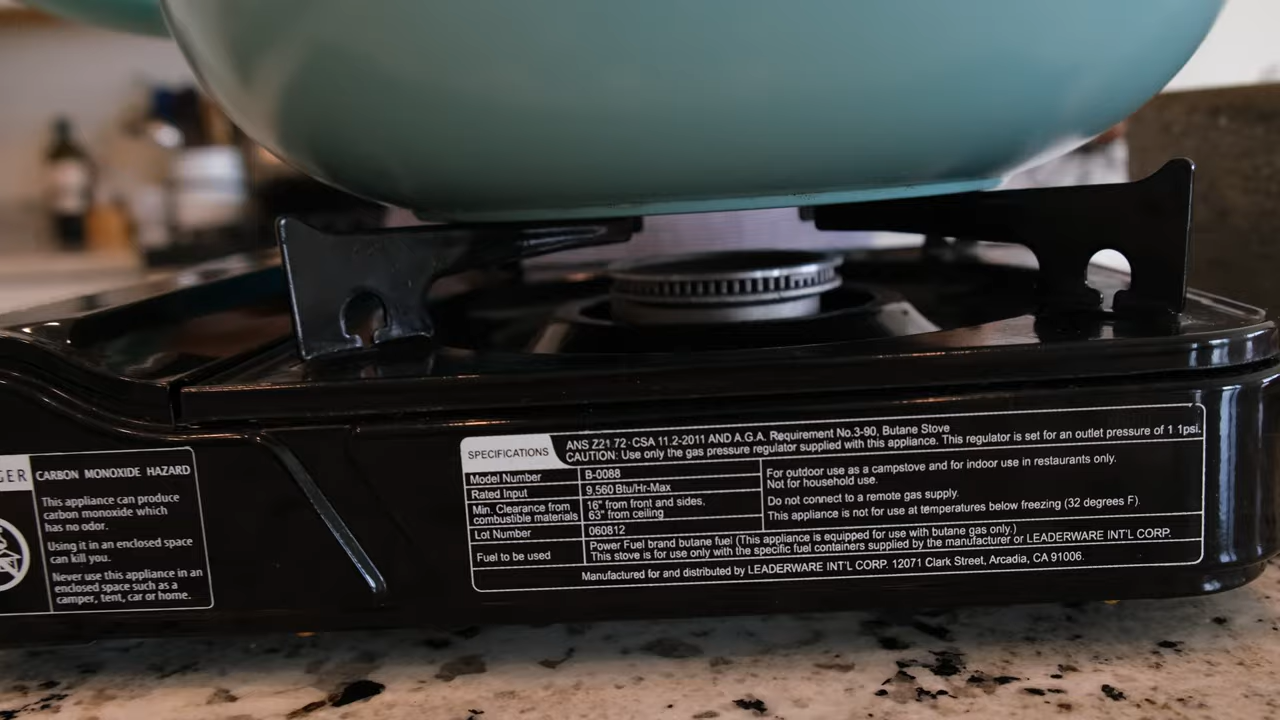 GER CARBON MONOXIDE HAZARD
This appliance can produce
carbon monoxide which
has no odor.
Using it in an enclosed space
can kill you.
Never use this appliance in an
enclosed space such as a
camper, tent, car or home.
SPECIFICATIONS
ANS Z21.72-CSA 11.2-2011 AND A.G.A. Requirement No.3-90, Butane Stove
CAUTION: Use only the gas pressure regulator supplied with this appliance. This regulator is set for an outlet pressure of 1 1psi.
Model Number B-0088
Rated Input 9,560 Btu/Hr-Max
Min. Clearance from 16" from front and sides.
combustible materials 63" from ceiling
For outdoor use as a campstove and for indoor use in restaurants only.
Not for household use.
Do not connect to a remote gas supply.
This appliance is not for use at temperatures below freezing (32 degrees F).
Lot Number 060812
Fuel to be used
Power Fuel brand butane fuel (This appliance is equipped for use with butane gas only.)
This stove is for use only with the specific fuel containers supplied by the manufacturer or LEADERWARE INT'L CORP.
Manufactured for and distributed by LEADERWARE INT'L CORP. 12071 Clark Street, Arcadia, CA 91006.